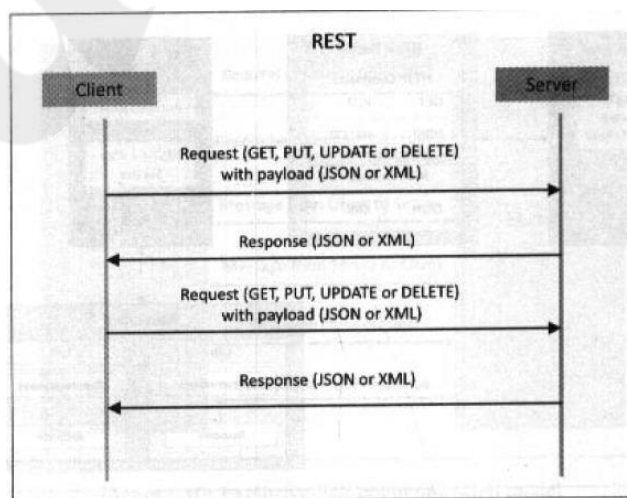 REST
Client
Server
Request (GET, PUT, UPDATE or DELETE)
with payload (JSON or XML)
Response (JSON or XML)
Request (GET, PUT, UPDATE or DELETE)
with payload (JSON or XML)
Response (JSON or XML)